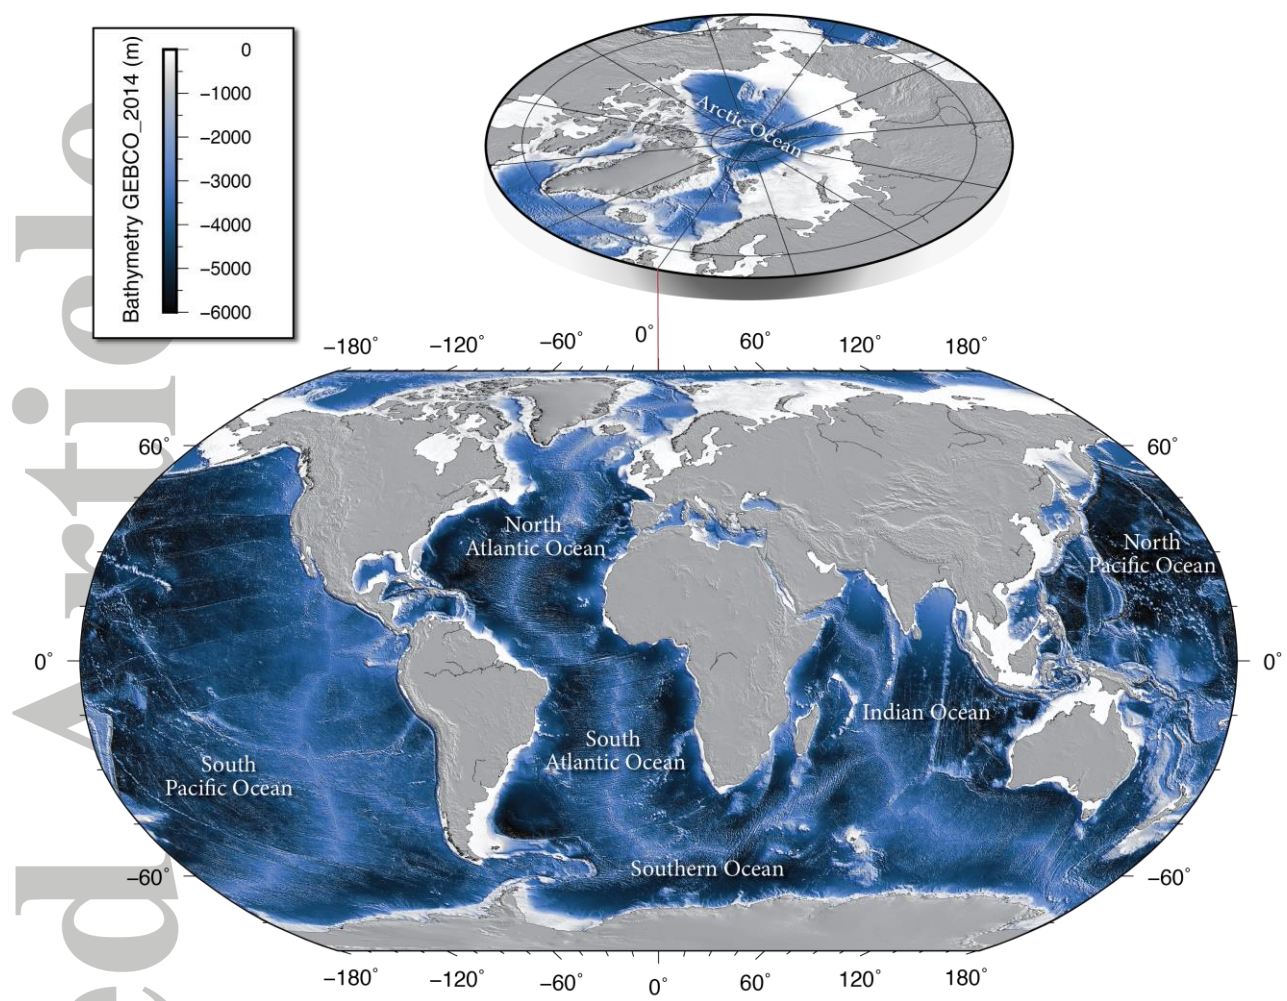 Bathymetry GEBCO_2014 (m)
0
−1000
−2000
−3000
−4000
−5000
−6000
Arctic Ocean
−180° −120° −60° 0° 60° 120° 180°
60° 60°
North
Atlantic Ocean
North
Pacific Ocean
0° 0°
Indian Ocean
South
Atlantic Ocean
South
Pacific Ocean
Southern Ocean
−60° −60°
−180° −120° −60° 0° 60° 120° 180°
ed Article